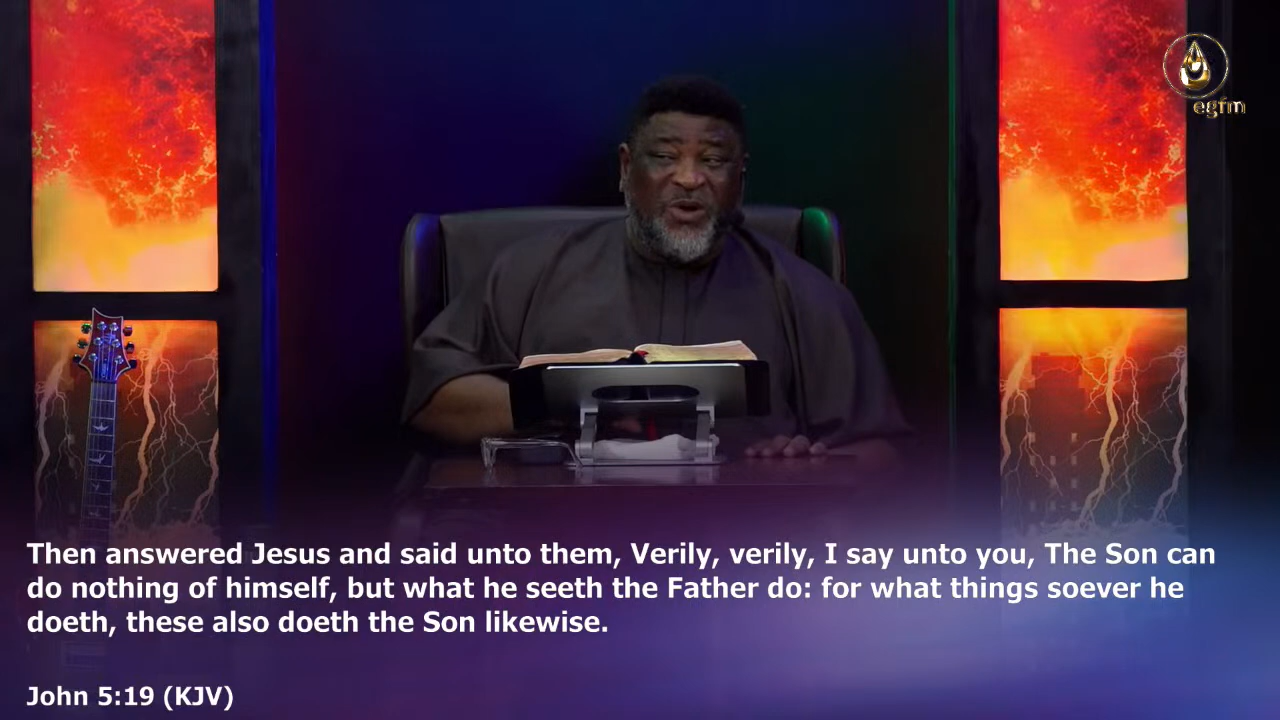 egfm
Then answered Jesus and said unto them, Verily, verily, I say unto you, The Son can
do nothing of himself, but what he seeth the Father do: for what things soever he
doeth, these also doeth the Son likewise.
John 5:19 (KJV)